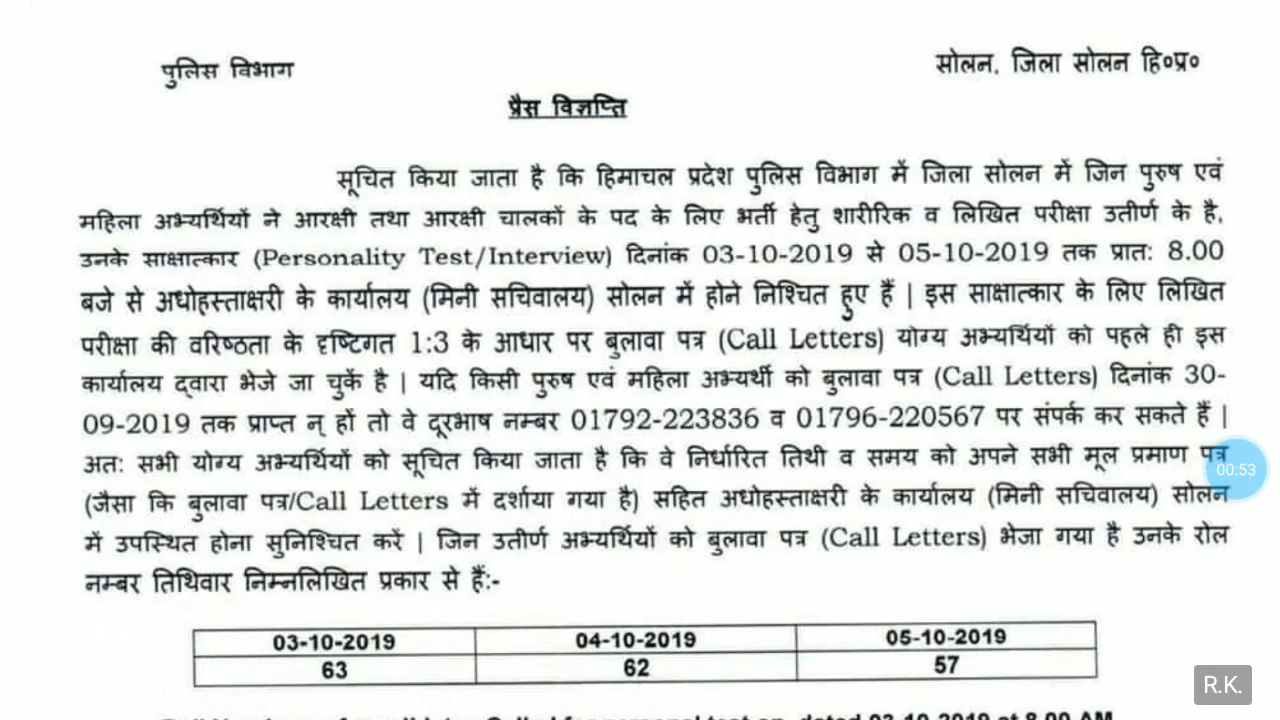 पुलिस विभाग
सोलन, जिला सोलन हि०प्र०
प्रैस विज्ञप्ति
सूचित किया जाता है कि हिमाचल प्रदेश पुलिस विभाग में जिला सोलन में जिन पुरुष एवं
महिला अभ्यर्थियों ने आरक्षी तथा आरक्षी चालकों के पद के लिए भर्ती हेतु शारीरिक व लिखित परीक्षा उतीर्ण के है,
उनके साक्षात्कार (Personality Test/Interview) दिनांक 03-10-2019 से 05-10-2019 तक प्रात: 8.00
बजे से अधोहस्ताक्षरी के कार्यालय (मिनी सचिवालय) सोलन में होने निश्चित हुए हैं | इस साक्षात्कार के लिए लिखित
परीक्षा की वरिष्ठता के दृष्टिगत 1:3 के आधार पर बुलावा पत्र (Call Letters) योग्य अभ्यर्थियों को पहले ही इस
कार्यालय द्वारा भेजे जा चुकें है | यदि किसी पुरुष एवं महिला अभ्यर्थी को बुलावा पत्र (Call Letters) दिनांक 30-
09-2019 तक प्राप्त न् हों तो वे दूरभाष नम्बर 01792-223836 व 01796-220567 पर संपर्क कर सकते हैं |
अत: सभी योग्य अभ्यर्थियों को सूचित किया जाता है कि वे निर्धारित तिथी व समय को अपने सभी मूल प्रमाण पत्र
(जैसा कि बुलावा पत्र/Call Letters में दर्शाया गया है) सहित अधोहस्ताक्षरी के कार्यालय (मिनी सचिवालय) सोलन
में उपस्थित होना सुनिश्चित करें | जिन उतीर्ण अभ्यर्थियों को बुलावा पत्र (Call Letters) भेजा गया है उनके रोल
नम्बर तिथिवार निम्नलिखित प्रकार से हैं:-
03-10-2019 04-10-2019 05-10-2019
63 62 57
00:53
R.K.